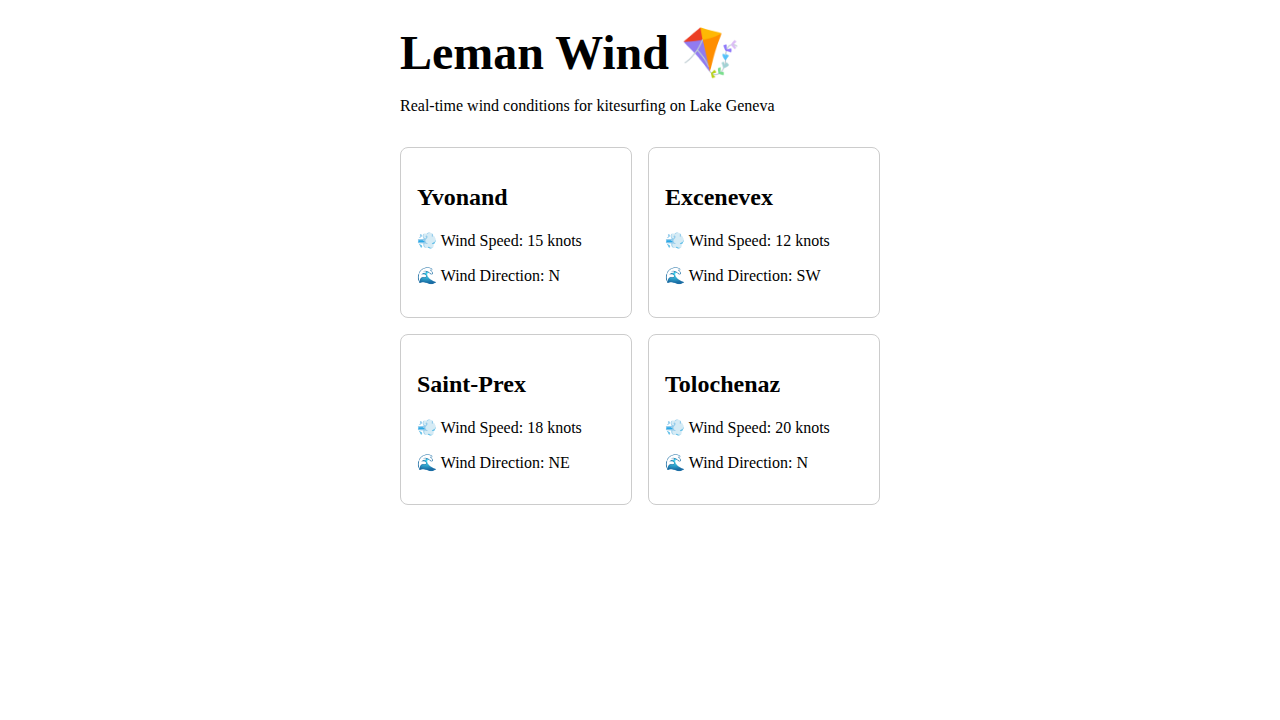 Leman Wind 🪁
Real-time wind conditions for kitesurfing on Lake Geneva
Yvonand
💨 Wind Speed: 15 knots
🌊 Wind Direction: N
Excenevex
💨 Wind Speed: 12 knots
🌊 Wind Direction: SW
Saint-Prex
💨 Wind Speed: 18 knots
🌊 Wind Direction: NE
Tolochenaz
💨 Wind Speed: 20 knots
🌊 Wind Direction: N